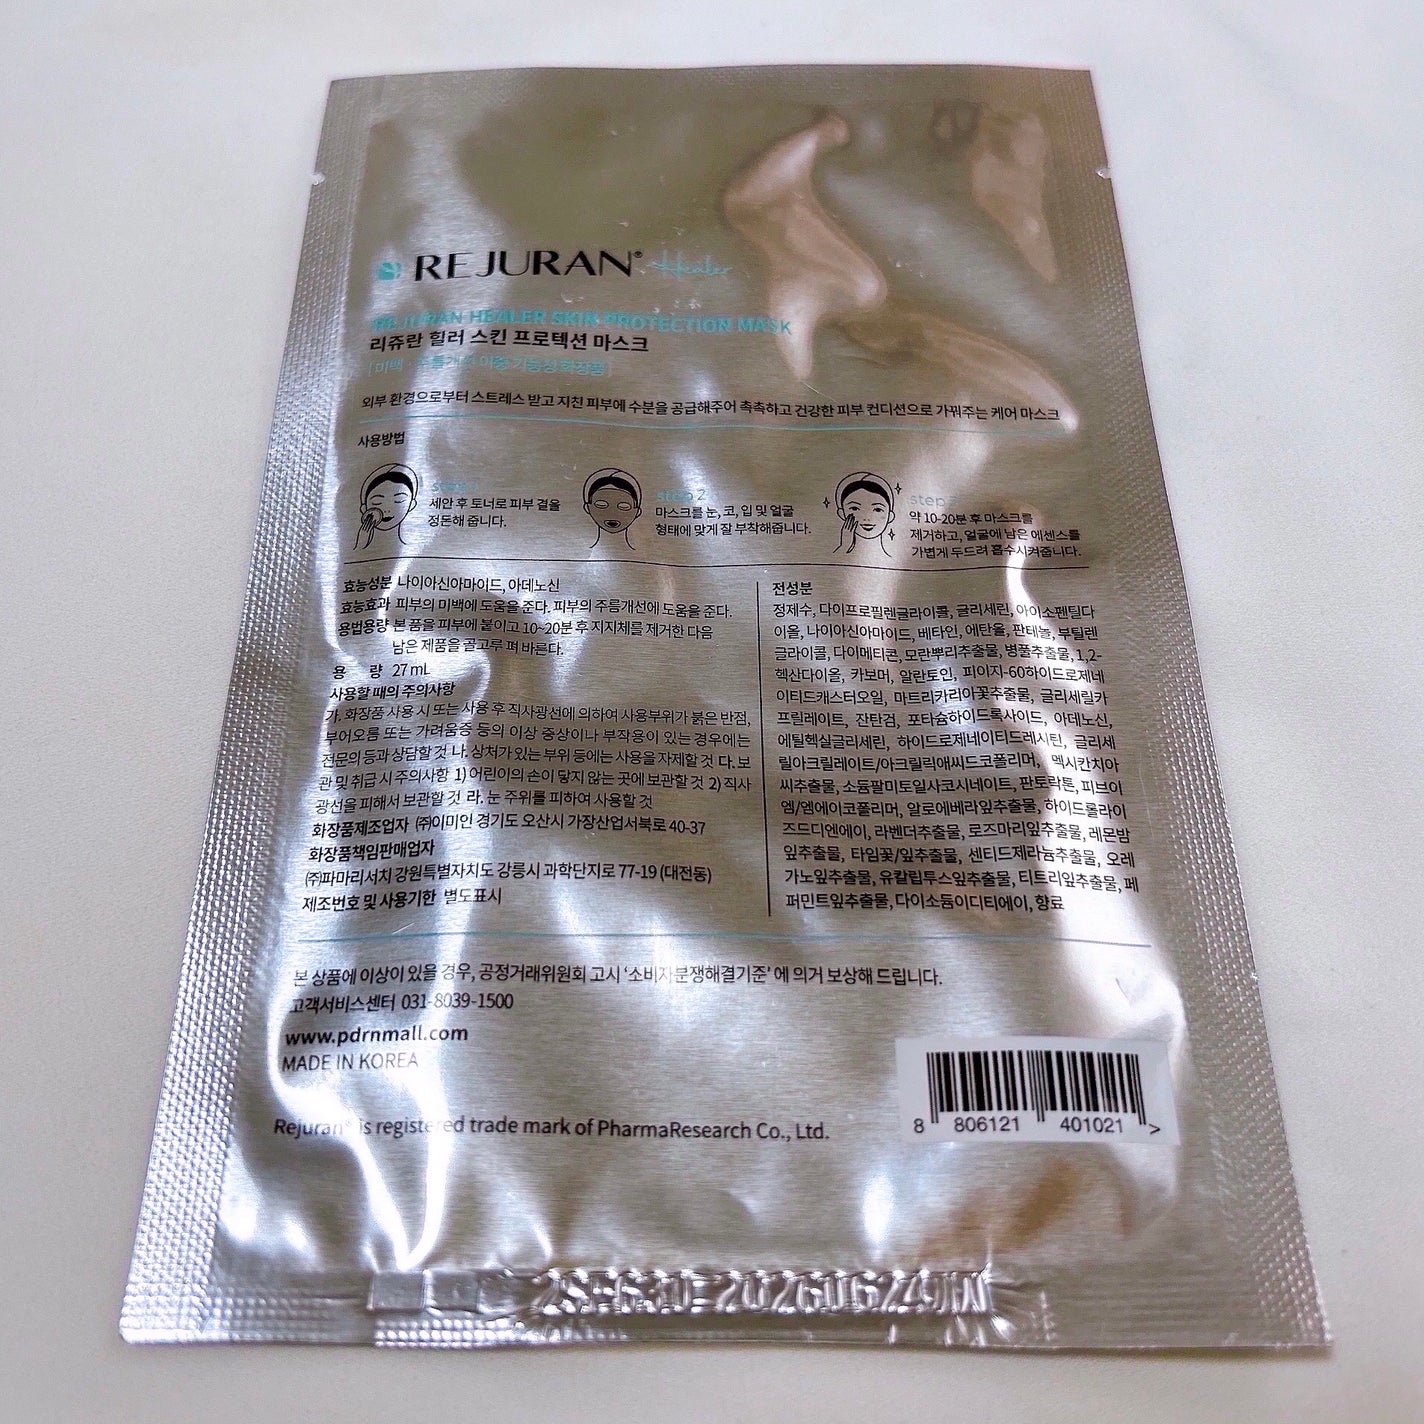 REJURAN® Healer
REJURAN HEALER SKIN PROTECTION MASK
리쥬란 힐러 스킨 프로텍션 마스크
[미백·주름개선 이중 기능성화장품]
외부 환경으로부터 스트레스 받고 지친 피부에 수분을 공급해주어 촉촉하고 건강한 피부 컨디션으로 가꿔주는 케어 마스크
사용방법
step
세안 후 토너로 피부 결을
정돈해 줍니다.
step 2
마스크를 눈, 코, 입 및 얼굴
형태에 맞게 잘 부착해줍니다.
step
약 10-20분 후 마스크를
제거하고, 얼굴에 남은 에센스를
가볍게 두드려 흡수시켜줍니다.
효능성분 나이아신아마이드, 아데노신
효능효과 피부의 미백에 도움을 준다. 피부의 주름개선에 도움을 준다.
용법용량 본 품을 피부에 붙이고 10~20분 후 지지체를 제거한 다음
남은 제품을 골고루 펴 바른다.
용 량 27 mL
사용할 때의 주의사항
가. 화장품 사용 시 또는 사용 후 직사광선에 의하여 사용부위가 붉은 반점,
부어오름 또는 가려움증 등의 이상 증상이나 부작용이 있는 경우에는
전문의 등과 상담할 것 나. 상처가 있는 부위 등에는 사용을 자제할 것 다. 보
관 및 취급 시 주의사항 1) 어린이의 손이 닿지 않는 곳에 보관할 것 2) 직사
광선을 피해서 보관할 것 라. 눈 주위를 피하여 사용할 것
화장품제조업자 ㈜이미인 경기도 오산시 가장산업서북로 40-37
화장품책임판매업자
㈜파마리서치 강원특별자치도 강릉시 과학단지로 77-19 (대전동)
제조번호 및 사용기한 별도표시
전성분
정제수, 다이프로필렌글라이콜, 글리세린, 아이소펜틸다
이올, 나이아신아마이드, 베타인, 에탄올, 판테놀, 부틸렌
글라이콜, 다이메티콘, 모란뿌리추출물, 병풀추출물, 1,2-
헥산다이올, 카보머, 알란토인, 피이지-60하이드로제네
이티드캐스터오일, 마트리카리아꽃추출물, 글리세릴카
프릴레이트, 잔탄검, 포타슘하이드록사이드, 아데노신,
에틸헥실글리세린, 하이드로제네이티드레시틴, 글리세
릴아크릴레이트/아크릴릭애씨드코폴리머, 멕시칸치아
씨추출물, 소듐팔미토일사코시네이트, 판토락톤, 피브이
엠/엠에이코폴리머, 알로에베라잎추출물, 하이드롤라이
즈드디엔에이, 라벤더추출물, 로즈마리잎추출물, 레몬밤
잎추출물, 타임꽃/잎추출물, 센티드제라늄추출물, 오레
가노잎추출물, 유칼립투스잎추출물, 티트리잎추출물, 페
퍼민트잎추출물, 다이소듐이디티에이, 향료
본 상품에 이상이 있을 경우, 공정거래위원회 고시 ‘소비자분쟁해결기준’에 의거 보상해 드립니다.
고객서비스센터 031-8039-1500
www.pdrnmall.com
MADE IN KOREA
Rejuran® is registered trade mark of PharmaResearch Co., Ltd.
8 806121 401021 >